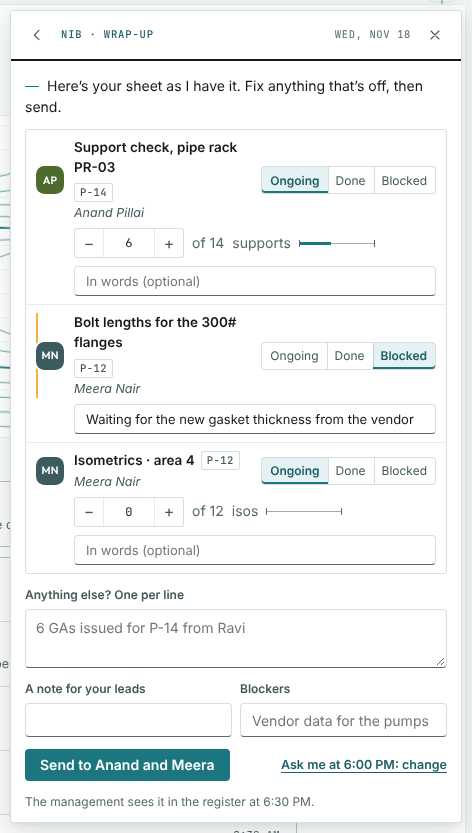 NIB · WRAP-UP
WED, NOV 18
— Here's your sheet as I have it. Fix anything that's off, then
send.
Support check, pipe rack
PR-03
AP
P-14
Anand Pillai
Ongoing Done Blocked
− 6 + of 14 supports
In words (optional)
Bolt lengths for the 300#
flanges
MN
P-12
Meera Nair
Ongoing Done Blocked
Waiting for the new gasket thickness from the vendor
Isometrics · area 4 P-12
MN
Meera Nair
Ongoing Done Blocked
− 0 + of 12 isos
In words (optional)
Anything else? One per line
6 GAs issued for P-14 from Ravi
A note for your leads
Blockers
Vendor data for the pumps
Send to Anand and Meera
Ask me at 6:00 PM: change
The management sees it in the register at 6:30 PM.